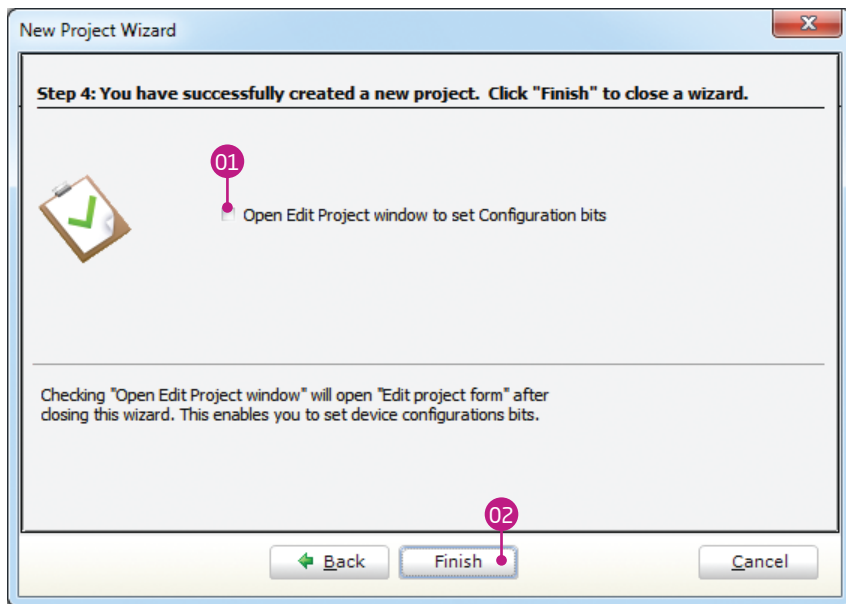 New Project Wizard
Step 4: You have successfully created a new project. Click "Finish" to close a wizard.
01
Open Edit Project window to set Configuration bits
Checking "Open Edit Project window" will open "Edit project form" after
closing this wizard. This enables you to set device configurations bits.
02
Back Finish Cancel